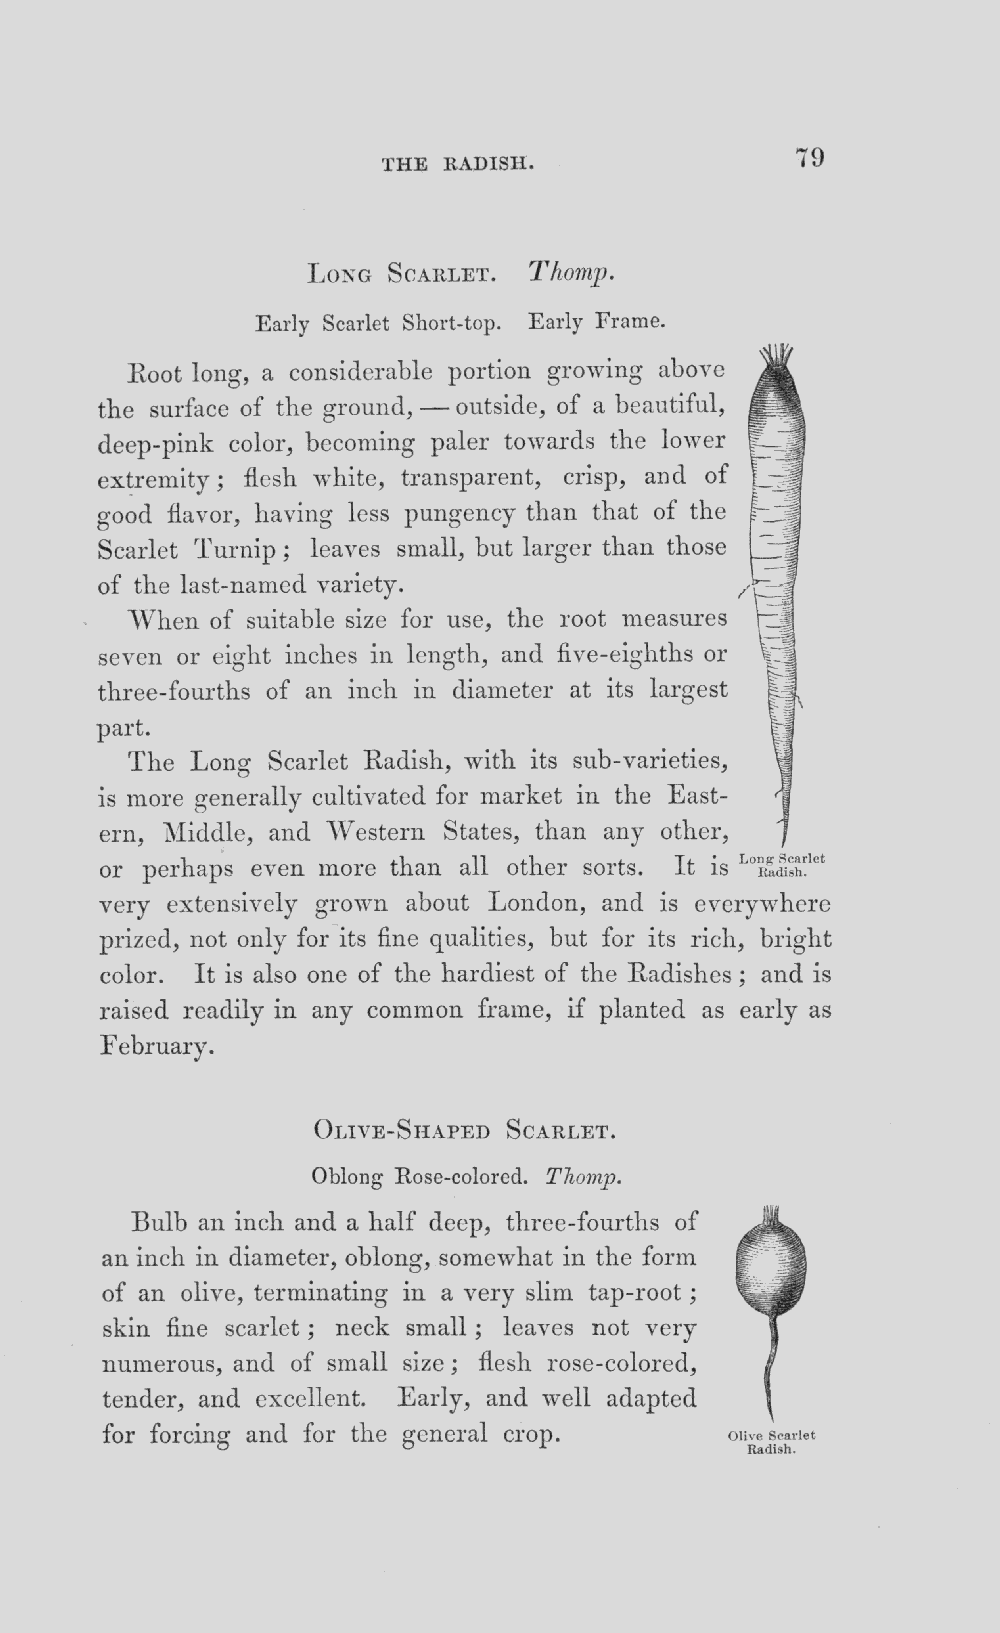 THE RADISH. 79
LONG SCARLET. Thomp.
Early Scarlet Short-top. Early Frame.
Root long, a considerable portion growing above
the surface of the ground, — outside, of a beautiful,
deep-pink color, becoming paler towards the lower
extremity; flesh white, transparent, crisp, and of
good flavor, having less pungency than that of the
Scarlet Turnip; leaves small, but larger than those
of the last-named variety.
When of suitable size for use, the root measures
seven or eight inches in length, and five-eighths or
three-fourths of an inch in diameter at its largest
part.
The Long Scarlet Radish, with its sub-varieties,
is more generally cultivated for market in the East-
ern, Middle, and Western States, than any other,
or perhaps even more than all other sorts. It is
Long Scarlet
Radish.
very extensively grown about London, and is everywhere
prized, not only for its fine qualities, but for its rich, bright
color. It is also one of the hardiest of the Radishes; and is
raised readily in any common frame, if planted as early as
February.
OLIVE-SHAPED SCARLET.
Oblong Rose-colored. Thomp.
Bulb an inch and a half deep, three-fourths of
an inch in diameter, oblong, somewhat in the form
of an olive, terminating in a very slim tap-root;
skin fine scarlet; neck small; leaves not very
numerous, and of small size; flesh rose-colored,
tender, and excellent. Early, and well adapted
for forcing and for the general crop.
Olive Scarlet
Radish.